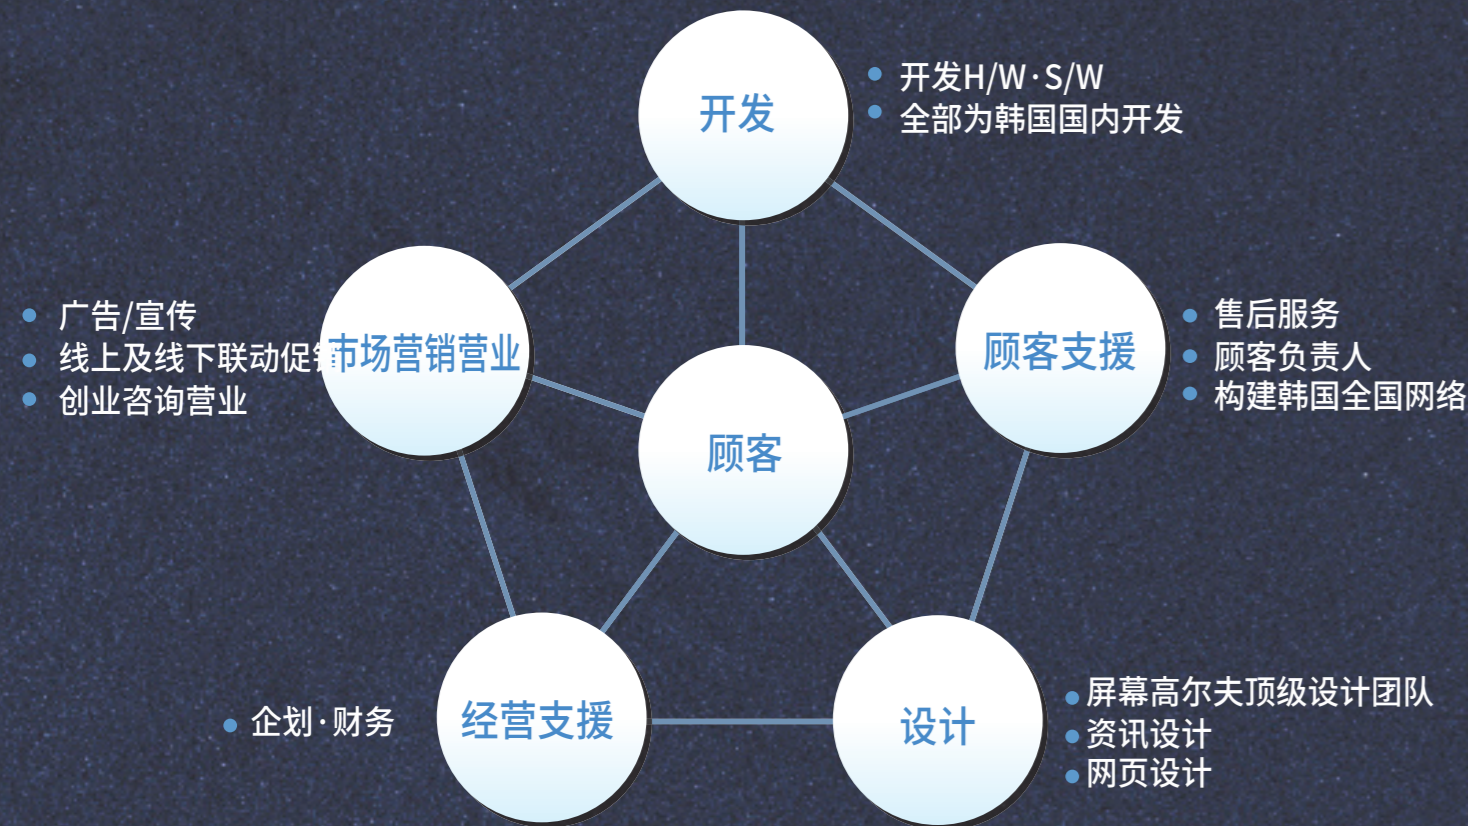 开发
开发H/W·S/W
全部为韩国国内开发
广告/宣传
线上及线下联动促销
创业咨询营业
市场营销营业
顾客支援
售后服务
顾客负责人
构建韩国全国网络
顾客
企划·财务
经营支援
设计
屏幕高尔夫顶级设计团队
资讯设计
网页设计